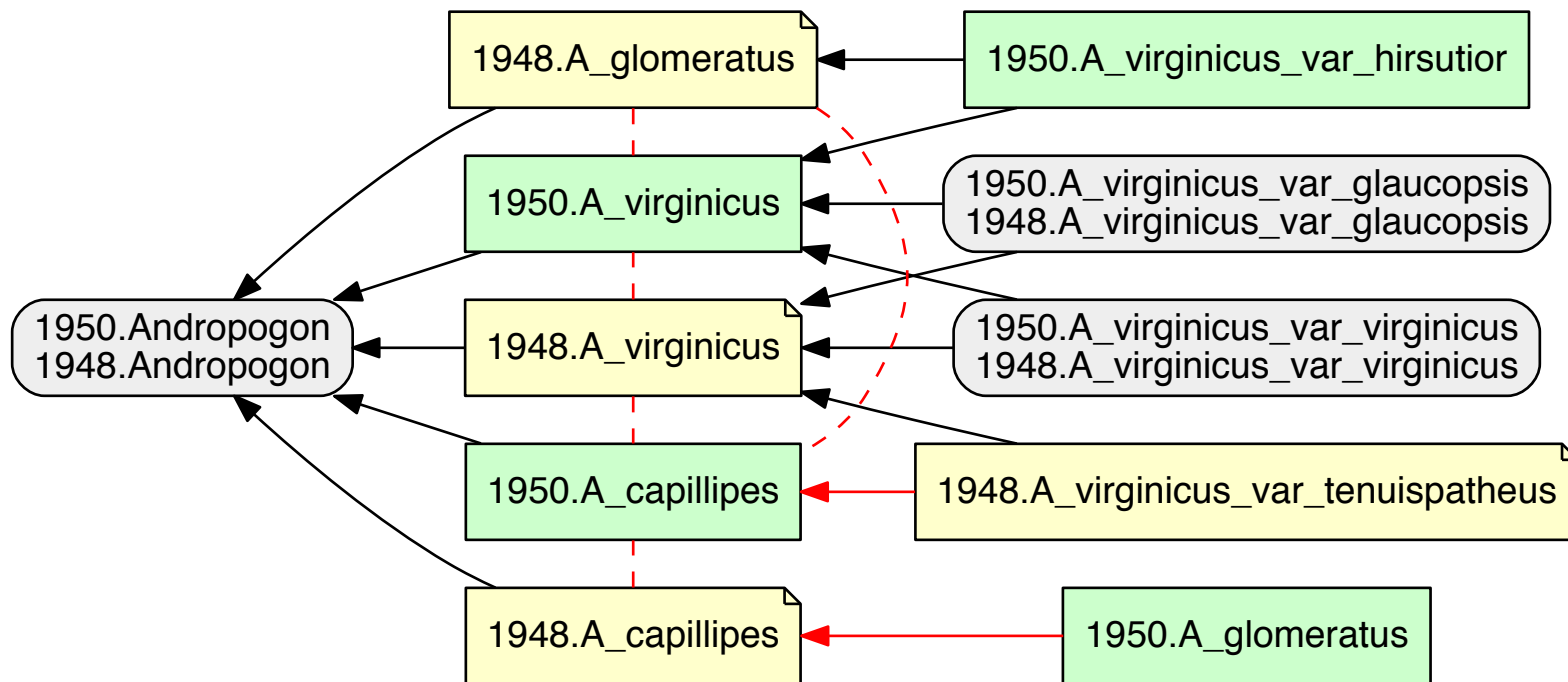 1948.A_glomeratus
1950.A_virginicus_var_hirsutior
1950.A_virginicus
1950.A_virginicus_var_glaucopsis
1948.A_virginicus_var_glaucopsis
1950.Andropogon
1948.Andropogon
1948.A_virginicus
1950.A_virginicus_var_virginicus
1948.A_virginicus_var_virginicus
1950.A_capillipes
1948.A_virginicus_var_tenuispatheus
1948.A_capillipes
1950.A_glomeratus